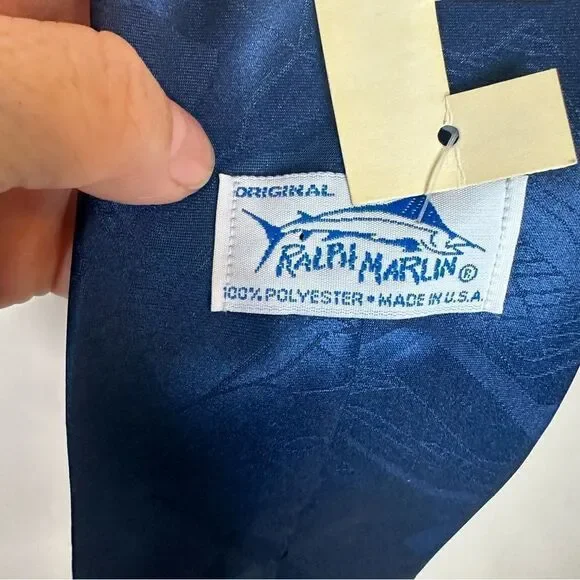 ORIGINAL
RALPH MARLIN ®
100% POLYESTER • MADE IN U.S.A.